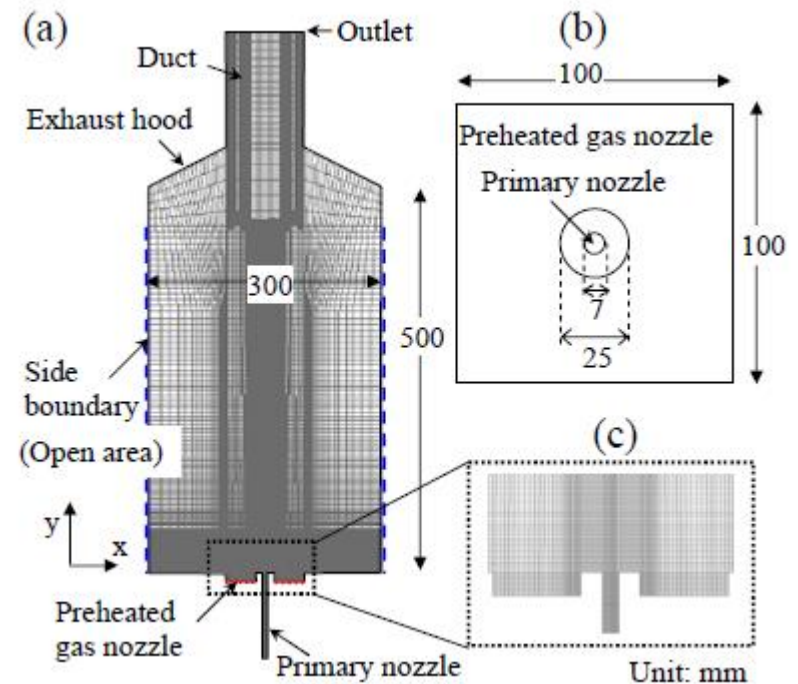 (a)
Outlet
Duct
Exhaust hood
300
500
Side
boundary
(Open area)
y
x
Preheated
gas nozzle
Primary nozzle
(b)
100
Preheated gas nozzle
Primary nozzle
100
7
25
(c)
Unit: mm